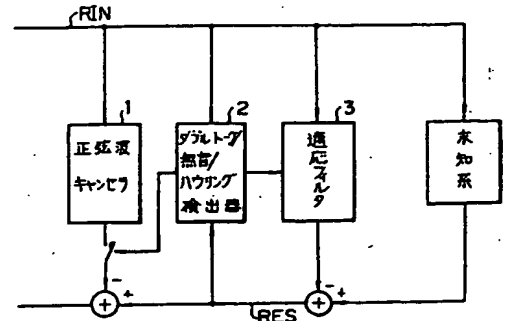 RIN
1
正弦波
キャンセラ
2
ダブルトーク/
無音/
ハウリング
検出器
3
適応フィルタ
未知系
-
+
-
+
RES